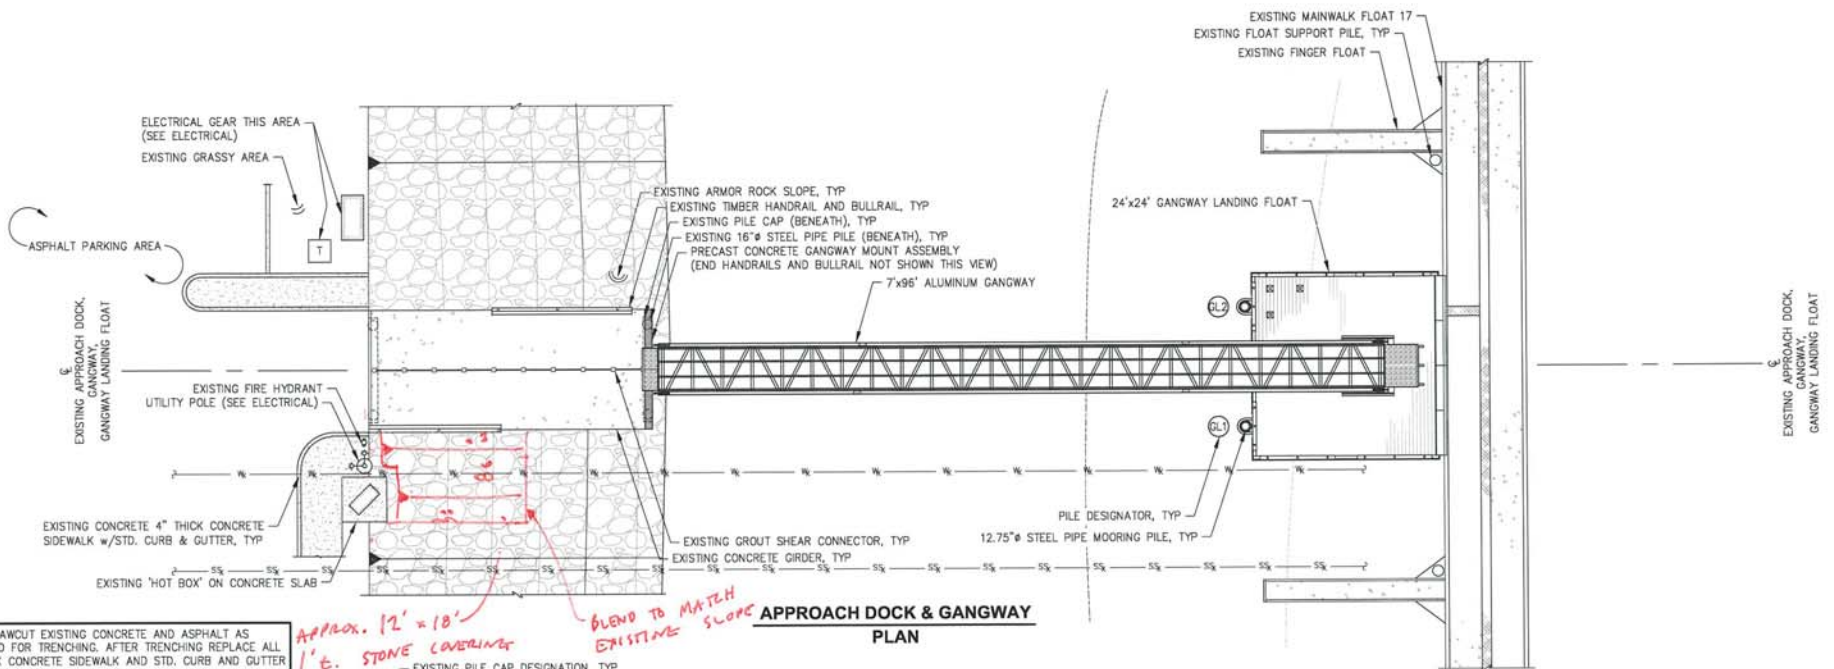 EXISTING MAINWALK FLOAT 17
EXISTING FLOAT SUPPORT PILE, TYP
EXISTING FINGER FLOAT
ELECTRICAL GEAR THIS AREA
(SEE ELECTRICAL)
EXISTING GRASSY AREA
T
ASPHALT PARKING AREA
EXISTING ARMOR ROCK SLOPE, TYP
EXISTING TIMBER HANDRAIL AND BULLRAIL, TYP
EXISTING PILE CAP (BENEATH), TYP
EXISTING 16"ø STEEL PIPE PILE (BENEATH), TYP
PRECAST CONCRETE GANGWAY MOUNT ASSEMBLY
(END HANDRAILS AND BULLRAIL NOT SHOWN THIS VIEW)
7'x96' ALUMINUM GANGWAY
24'x24' GANGWAY LANDING FLOAT
GL2
℄
EXISTING APPROACH DOCK,
GANGWAY,
GANGWAY LANDING FLOAT
℄
EXISTING APPROACH DOCK,
GANGWAY,
GANGWAY LANDING FLOAT
EXISTING FIRE HYDRANT
UTILITY POLE (SEE ELECTRICAL)
GL1
EXISTING CONCRETE 4" THICK CONCRETE
SIDEWALK w/STD. CURB & GUTTER, TYP
EXISTING 'HOT BOX' ON CONCRETE SLAB
PILE DESIGNATOR, TYP
12.75"ø STEEL PIPE MOORING PILE, TYP
EXISTING GROUT SHEAR CONNECTOR, TYP
EXISTING CONCRETE GIRDER, TYP
APPROX. 12' x 18'
1' t. STONE COVERING
BLEND TO MATCH
EXISTING SLOPE
APPROACH DOCK & GANGWAY
PLAN
AWCUT EXISTING CONCRETE AND ASPHALT AS
D FOR TRENCHING. AFTER TRENCHING REPLACE ALL
CONCRETE SIDEWALK AND STD. CURB AND GUTTER
EXISTING PILE CAP DESIGNATION, TYP